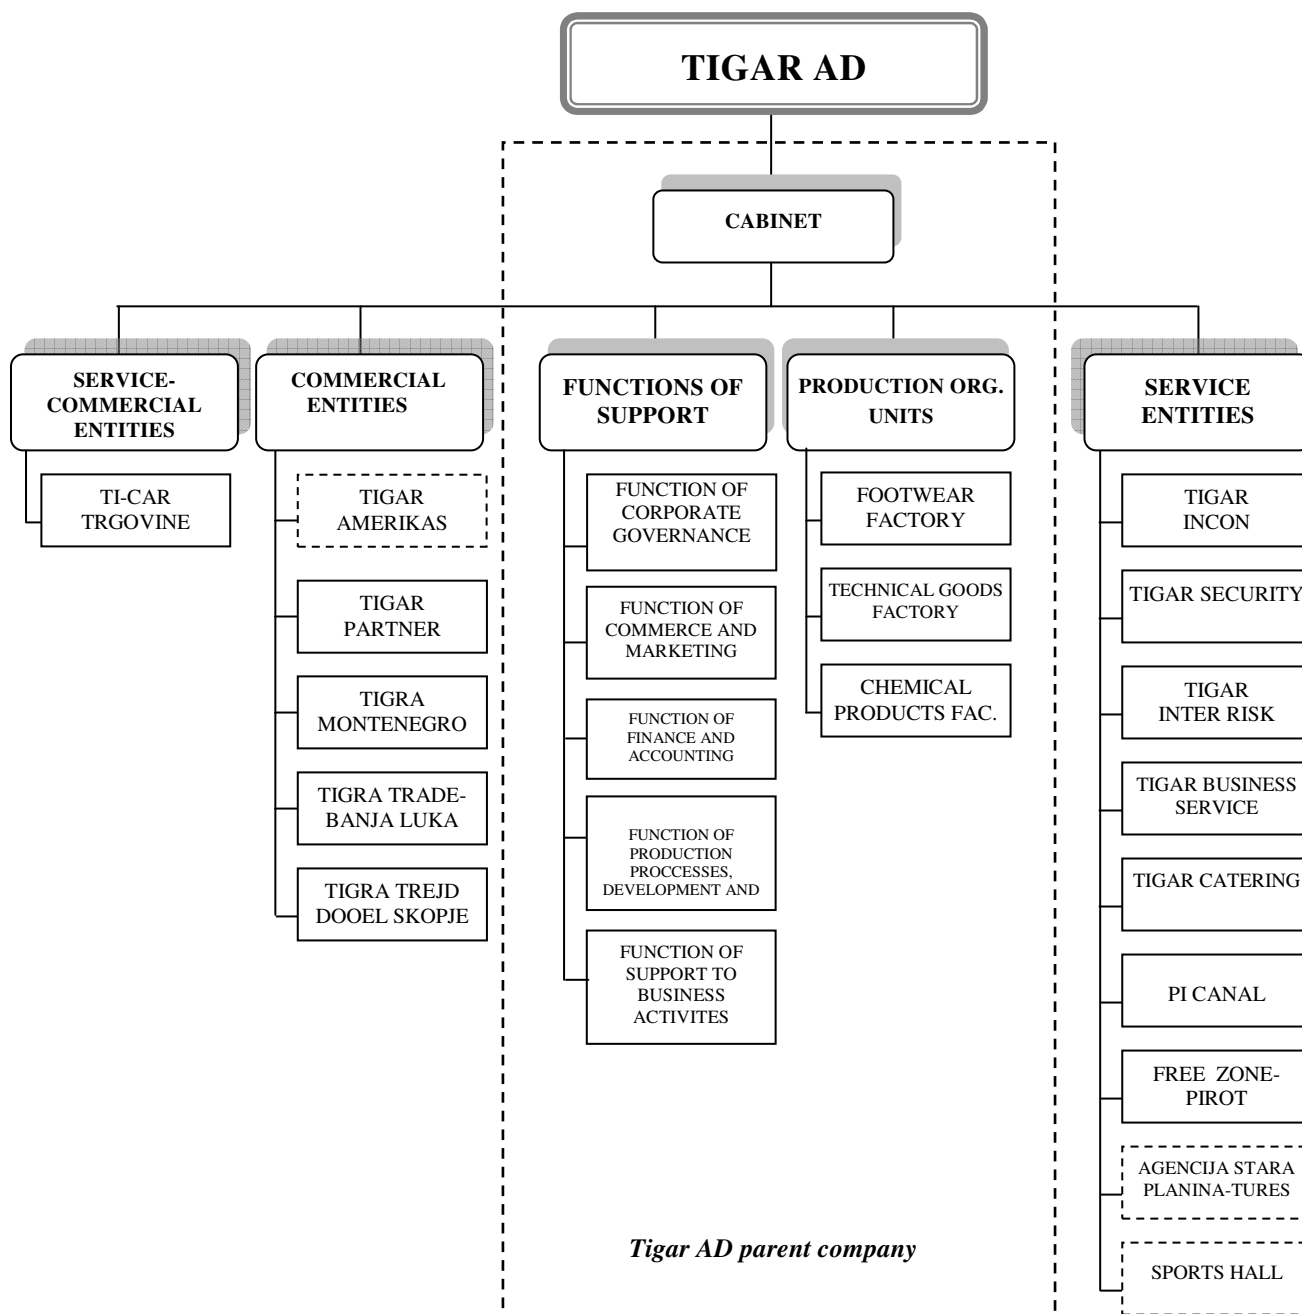 TIGAR AD
CABINET
SERVICE-
COMMERCIAL
ENTITIES
TI-CAR
TRGOVINE
COMMERCIAL
ENTITIES
TIGAR
AMERIKAS
TIGAR
PARTNER
TIGRA
MONTENEGRO
TIGRA TRADE-
BANJA LUKA
TIGRA TREJD
DOOEL SKOPJE
FUNCTIONS OF
SUPPORT
FUNCTION OF
CORPORATE
GOVERNANCE
FUNCTION OF
COMMERCE AND
MARKETING
FUNCTION OF
FINANCE AND
ACCOUNTING
FUNCTION OF
PRODUCTION
PROCCESSES,
DEVELOPMENT AND
FUNCTION OF
SUPPORT TO
BUSINESS
ACTIVITES
PRODUCTION ORG.
UNITS
FOOTWEAR
FACTORY
TECHNICAL GOODS
FACTORY
CHEMICAL
PRODUCTS FAC.
SERVICE
ENTITIES
TIGAR
INCON
TIGAR SECURITY
TIGAR
INTER RISK
TIGAR BUSINESS
SERVICE
TIGAR CATERING
PI CANAL
FREE ZONE-
PIROT
AGENCIJA STARA
PLANINA-TURES
SPORTS HALL
Tigar AD parent company